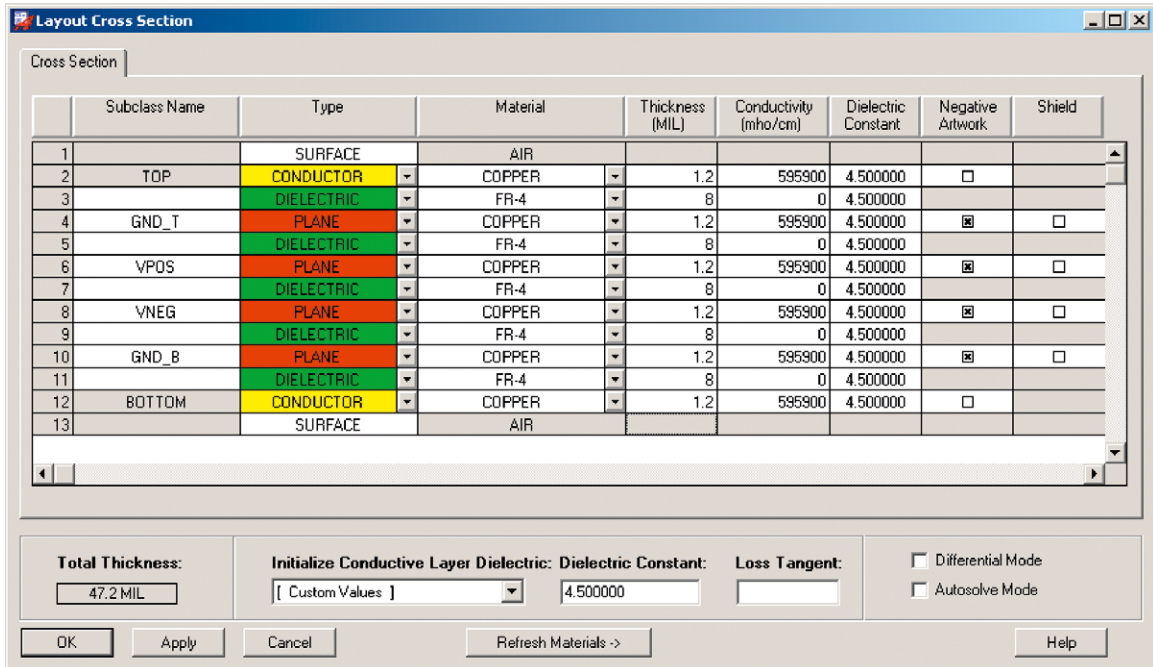 Layout Cross Section
Cross Section
Subclass Name Type Material Thickness (MIL) Conductivity (mho/cm) Dielectric Constant Negative Artwork Shield
1 SURFACE AIR
2 TOP CONDUCTOR COPPER 1.2 595900 4.500000
3 DIELECTRIC FR-4 8 0 4.500000
4 GND_T PLANE COPPER 1.2 595900 4.500000
5 DIELECTRIC FR-4 8 0 4.500000
6 VPOS PLANE COPPER 1.2 595900 4.500000
7 DIELECTRIC FR-4 8 0 4.500000
8 VNEG PLANE COPPER 1.2 595900 4.500000
9 DIELECTRIC FR-4 8 0 4.500000
10 GND_B PLANE COPPER 1.2 595900 4.500000
11 DIELECTRIC FR-4 8 0 4.500000
12 BOTTOM CONDUCTOR COPPER 1.2 595900 4.500000
13 SURFACE AIR
Total Thickness: Initialize Conductive Layer Dielectric: Dielectric Constant: Loss Tangent: Differential Mode
47.2 MIL [ Custom Values ] 4.500000 Autosolve Mode
OK Apply Cancel Refresh Materials -> Help